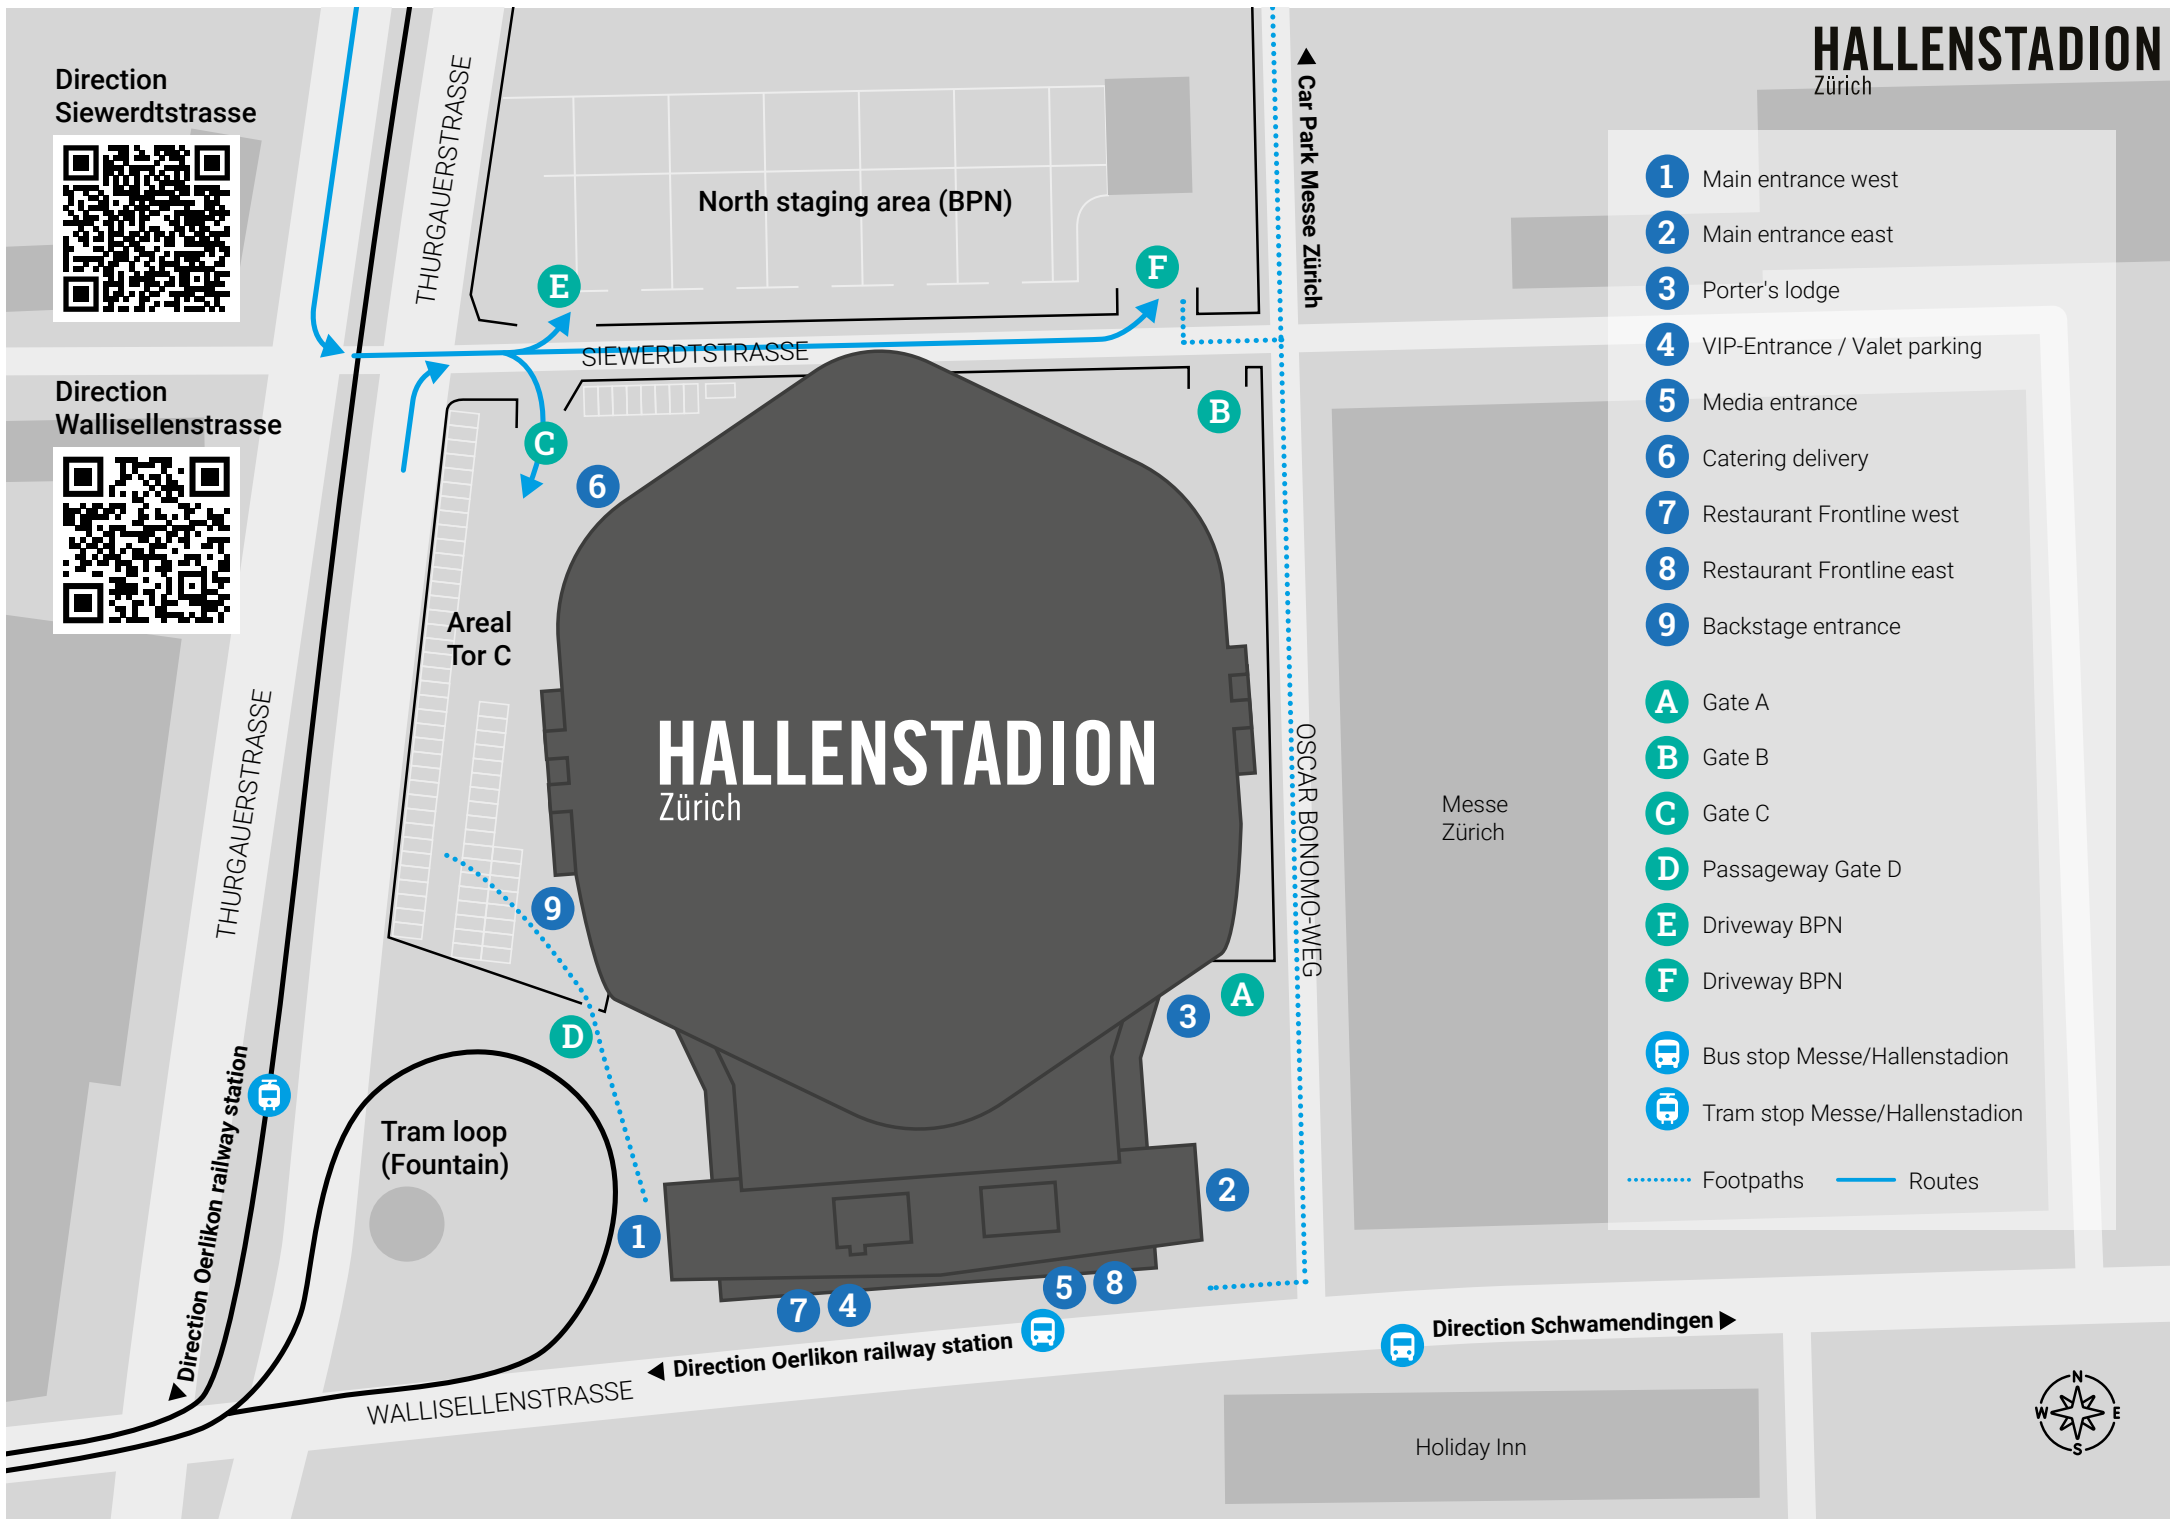 HALLENSTADION
Zürich
Direction
Siewerdtstrasse
Direction
Wallisellenstrasse
THURGAUERSTRASSE
North staging area (BPN)
Car Park Messe Zürich
E
F
SIEWERDTSTRASSE
B
C
6
Areal
Tor C
HALLENSTADION
Zürich
THURGAUERSTRASSE
OSCAR BONOMO-WEG
Messe
Zürich
9
A
3
D
Direction Oerlikon railway station
Tram loop
(Fountain)
2
1
5
8
7
4
Direction Oerlikon railway station
Direction Schwamendingen
WALLISELLENSTRASSE
Holiday Inn
1 Main entrance west
2 Main entrance east
3 Porter's lodge
4 VIP-Entrance / Valet parking
5 Media entrance
6 Catering delivery
7 Restaurant Frontline west
8 Restaurant Frontline east
9 Backstage entrance
A Gate A
B Gate B
C Gate C
D Passageway Gate D
E Driveway BPN
F Driveway BPN
Bus stop Messe/Hallenstadion
Tram stop Messe/Hallenstadion
Footpaths Routes
N
W E
S